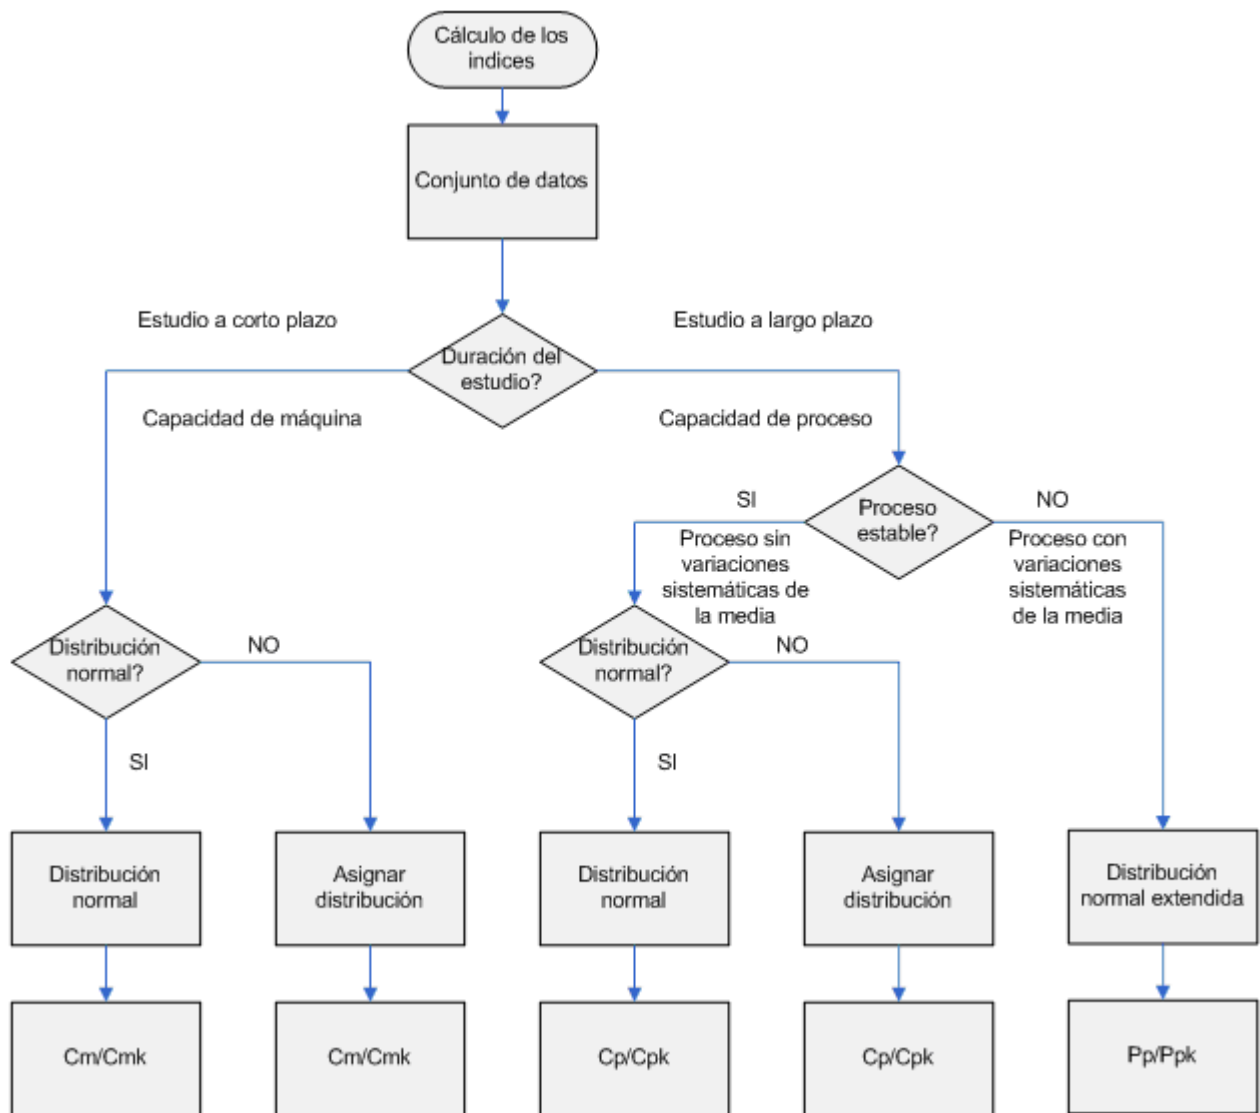 Cálculo de los
indices
Conjunto de datos
Estudio a corto plazo
Estudio a largo plazo
Duración del
estudio?
Capacidad de máquina
Capacidad de proceso
SI
Proceso
estable?
NO
Proceso sin
variaciones
sistemáticas de
la media
Proceso con
variaciones
sistemáticas
de la media
Distribución
normal?
NO
Distribución
normal?
NO
SI
SI
Distribución
normal
Asignar
distribución
Distribución
normal
Asignar
distribución
Distribución
normal extendida
Cm/Cmk
Cm/Cmk
Cp/Cpk
Cp/Cpk
Pp/Ppk